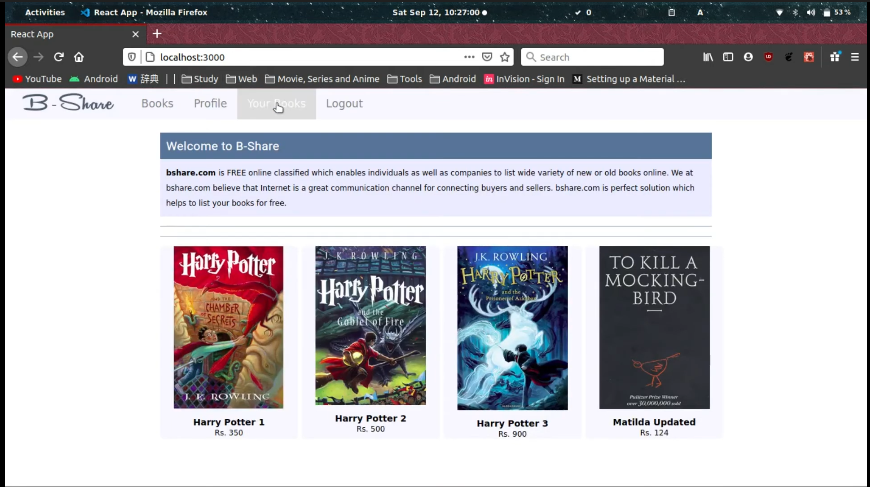 Activities React App - Mozilla Firefox Sat Sep 12, 10:27:00 0 A 53 %
React App
localhost:3000 Search
YouTube Android W 辞典 Study Web Movie, Series and Anime Tools Android in InVision - Sign In M Setting up a Material ...
B-Share Books Profile Your Books Logout
Welcome to B-Share
bshare.com is FREE online classified which enables individuals as well as companies to list wide variety of new or old books online. We at
bshare.com believe that Internet is a great communication channel for connecting buyers and sellers. bshare.com is perfect solution which
helps to list your books for free.
Harry Potter
AND THE
CHAMBER
OF
SECRETS
J. K. ROWLING
Harry Potter 1
Rs. 350
J. K. ROWLING
Harry Potter
and the
Goblet of Fire
Harry Potter 2
Rs. 500
J.K. ROWLING
HARRY POTTER
and the
Prisoner of Azkaban
Harry Potter 3
Rs. 900
TO KILL A
MOCKING-
BIRD
Pulitzer Prize Winner
over 30,000,000 sold
Matilda Updated
Rs. 124